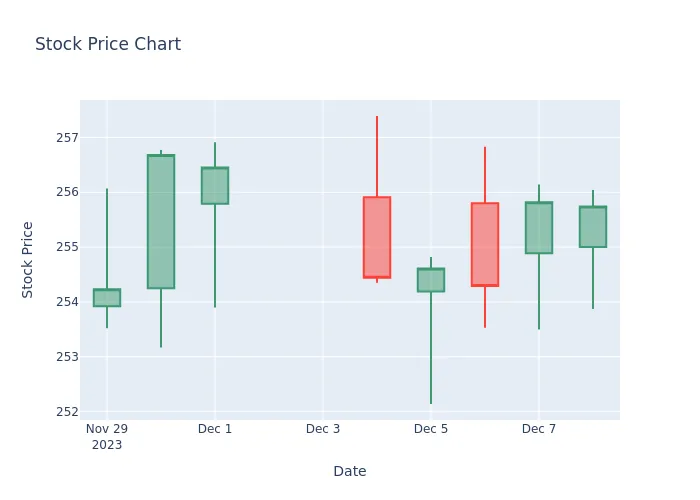 Stock Price Chart
257
256
255
254
253
252
Stock Price
Nov 29
2023
Dec 1
Dec 3
Dec 5
Dec 7
Date